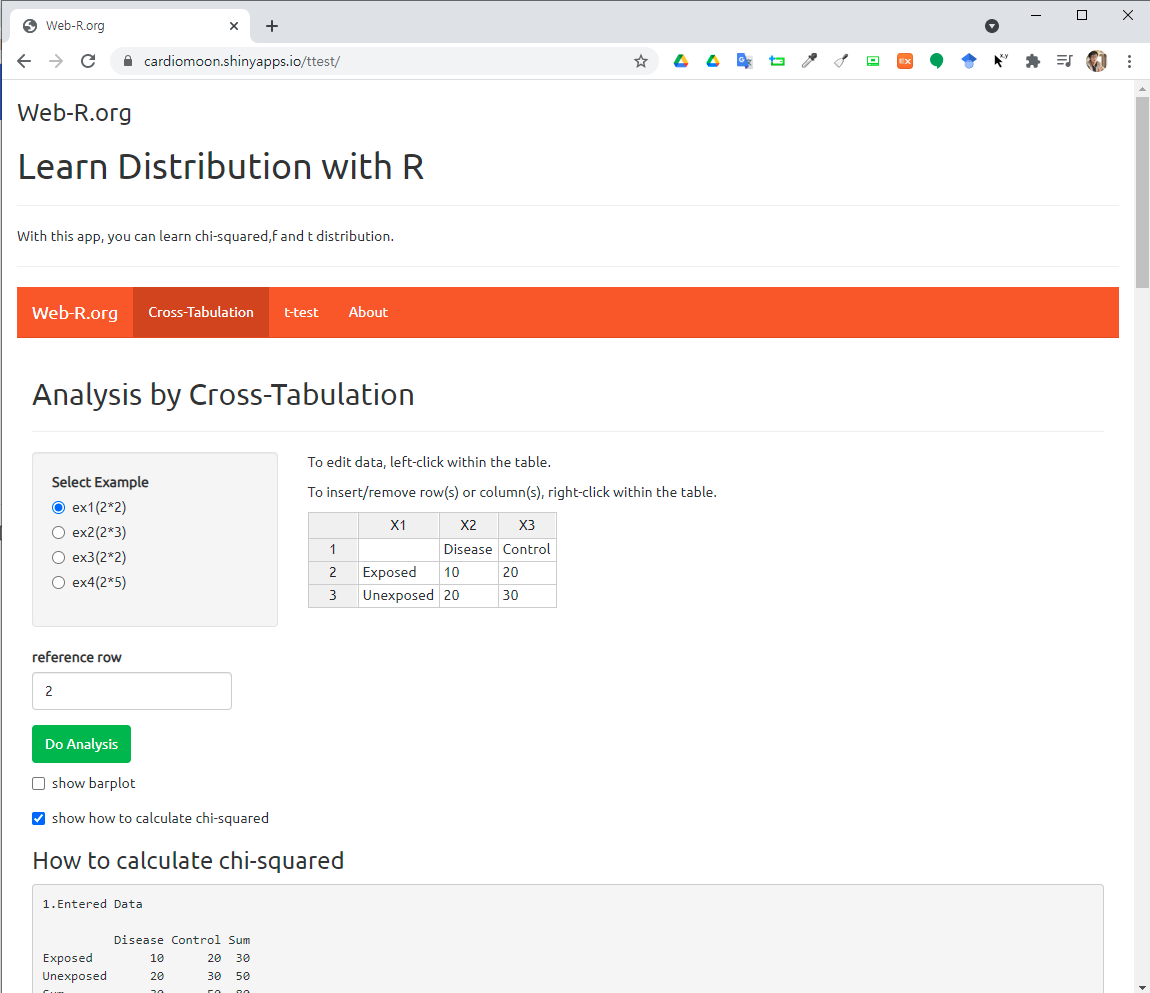 Web-R.org
cardiomoon.shinyapps.io/ttest/
Web-R.org
Learn Distribution with R
With this app, you can learn chi-squared,f and t distribution.
Web-R.org Cross-Tabulation t-test About
Analysis by Cross-Tabulation
Select Example
ex1(2*2)
ex2(2*3)
ex3(2*2)
ex4(2*5)
To edit data, left-click within the table.
To insert/remove row(s) or column(s), right-click within the table.
X1 X2 X3
1 Disease Control
2 Exposed 10 20
3 Unexposed 20 30
reference row
2
Do Analysis
show barplot
show how to calculate chi-squared
How to calculate chi-squared
1.Entered Data
Disease Control Sum
Exposed 10 20 30
Unexposed 20 30 50
Sum 30 50 80